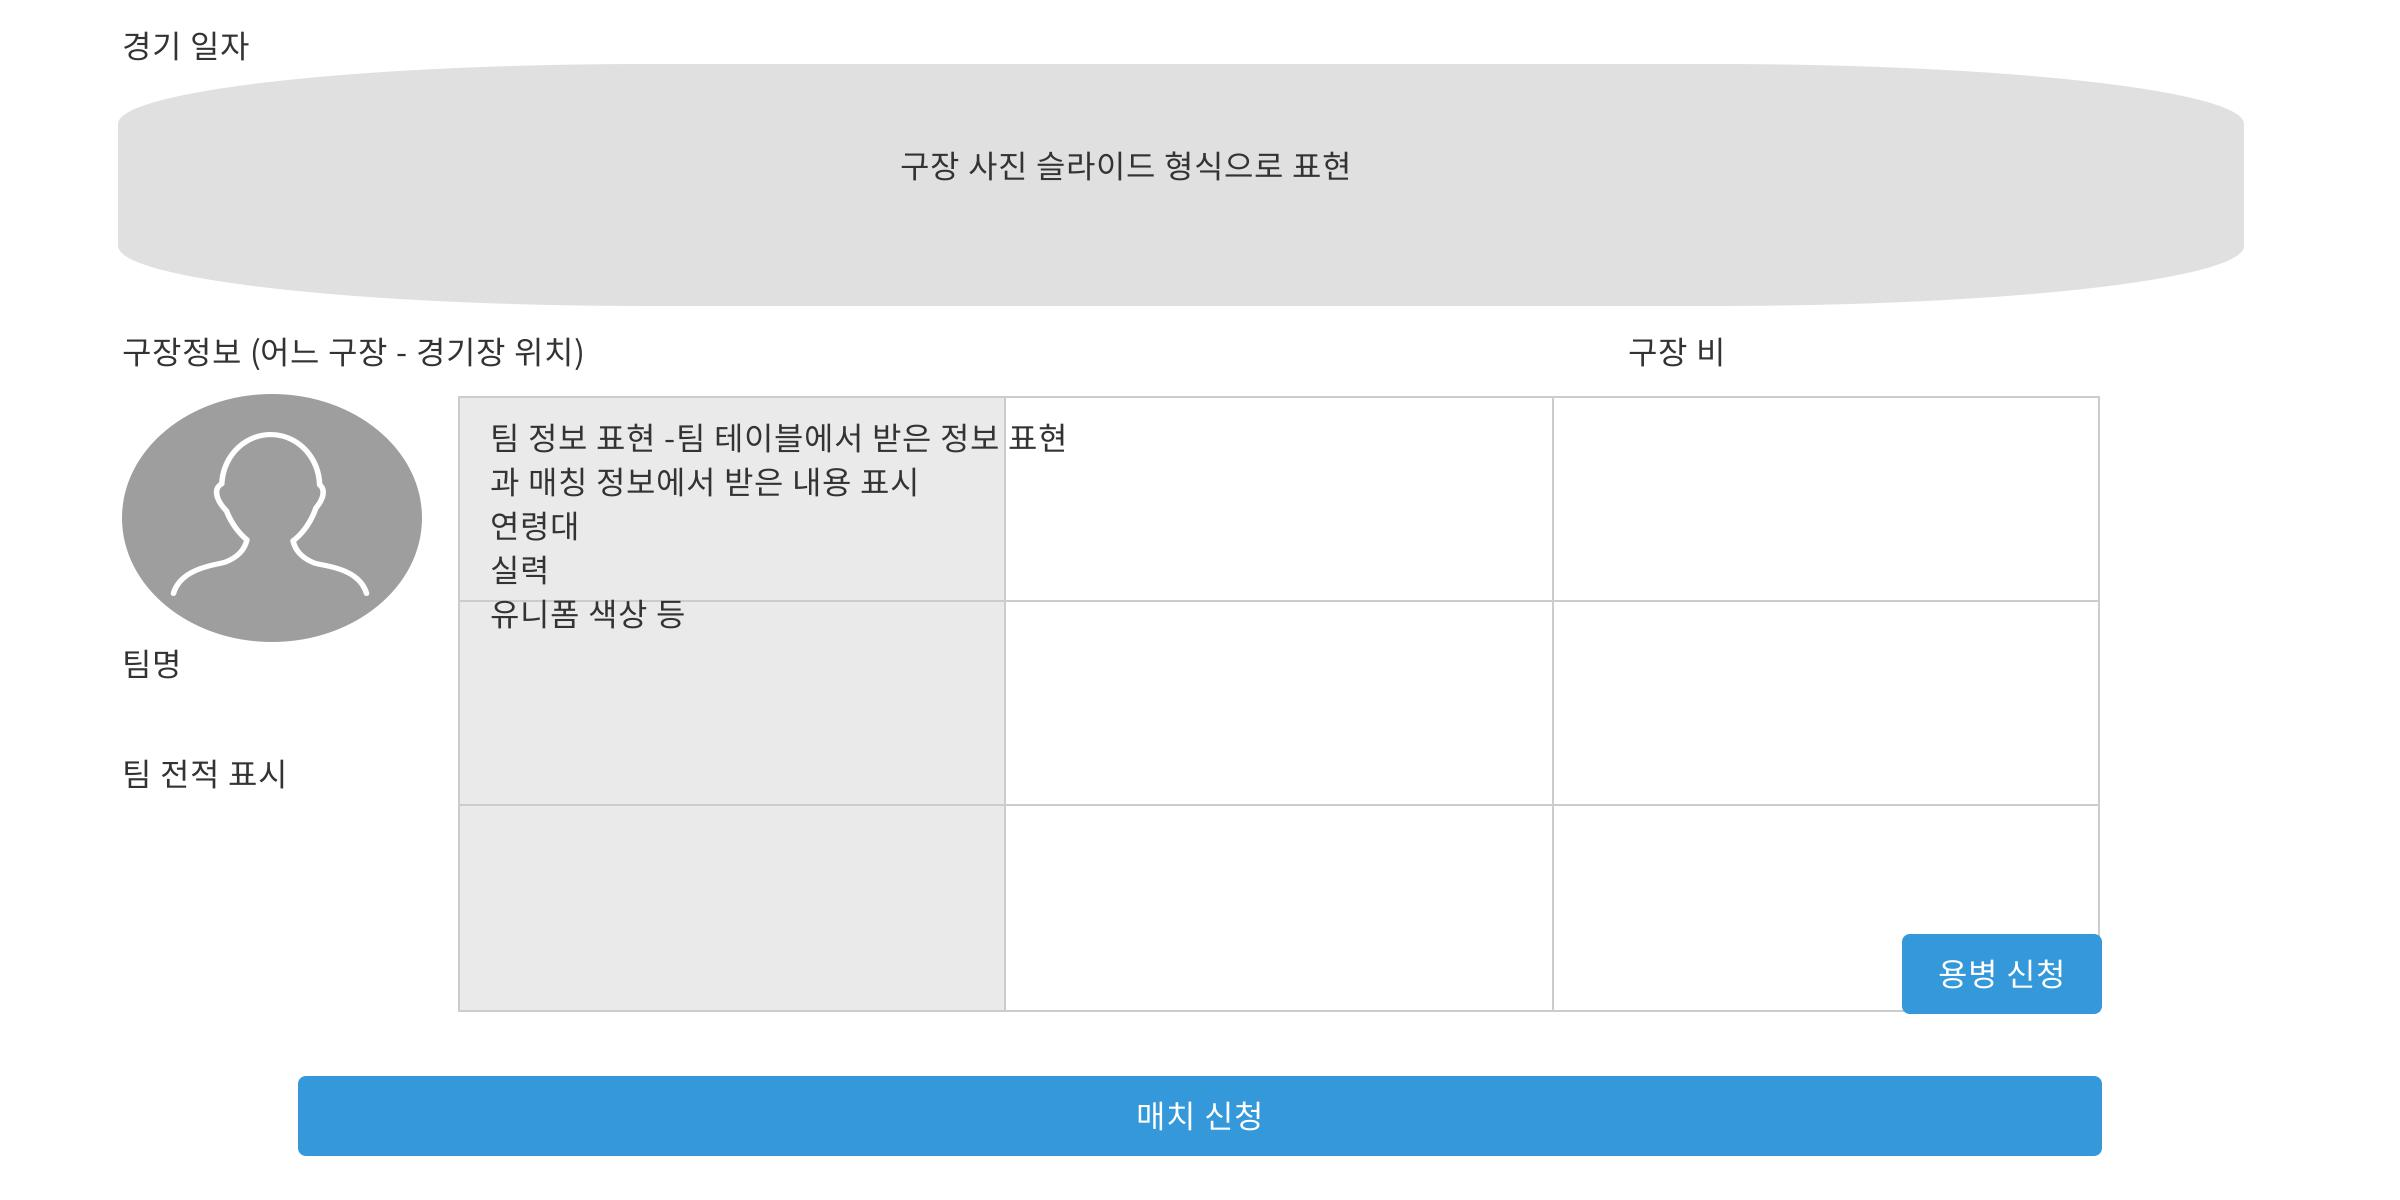 경기 일자
구장 사진 슬라이드 형식으로 표현
구장정보 (어느 구장 - 경기장 위치)
구장 비
팀 정보 표현 -팀 테이블에서 받은 정보 표현
과 매칭 정보에서 받은 내용 표시
연령대
실력
유니폼 색상 등
팀명
팀 전적 표시
용병 신청
매치 신청